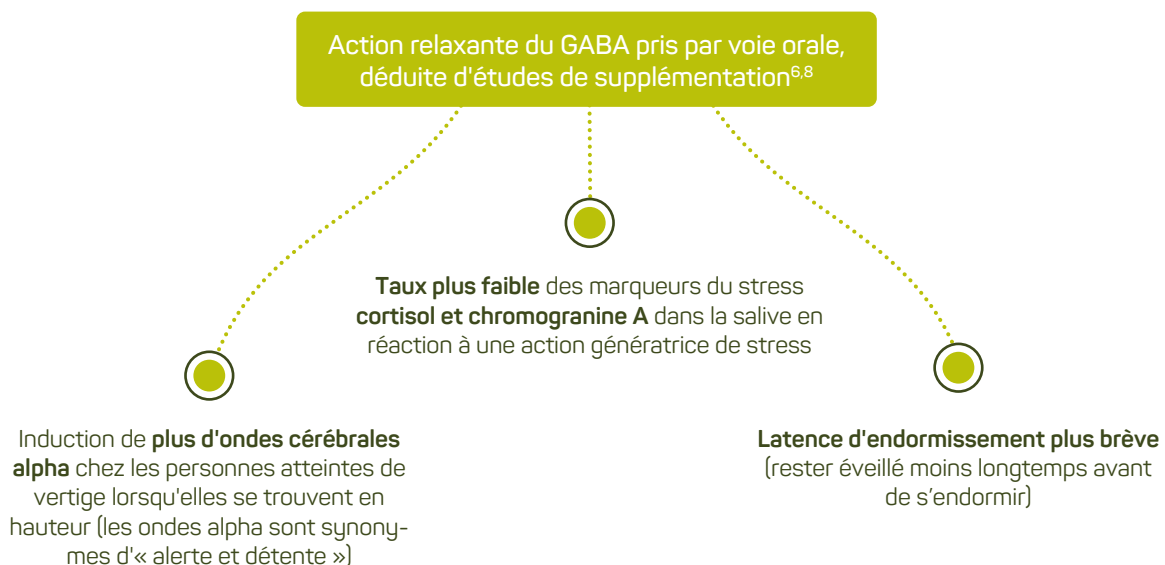 Action relaxante du GABA pris par voie orale,
déduite d'études de supplémentation6,8
Taux plus faible des marqueurs du stress
cortisol et chromogranine A dans la salive en
réaction à une action génératrice de stress
Induction de plus d'ondes cérébrales
alpha chez les personnes atteintes de
vertige lorsqu'elles se trouvent en
hauteur (les ondes alpha sont synony-
mes d'« alerte et détente »)
Latence d'endormissement plus brève
(rester éveillé moins longtemps avant
de s’endormir)